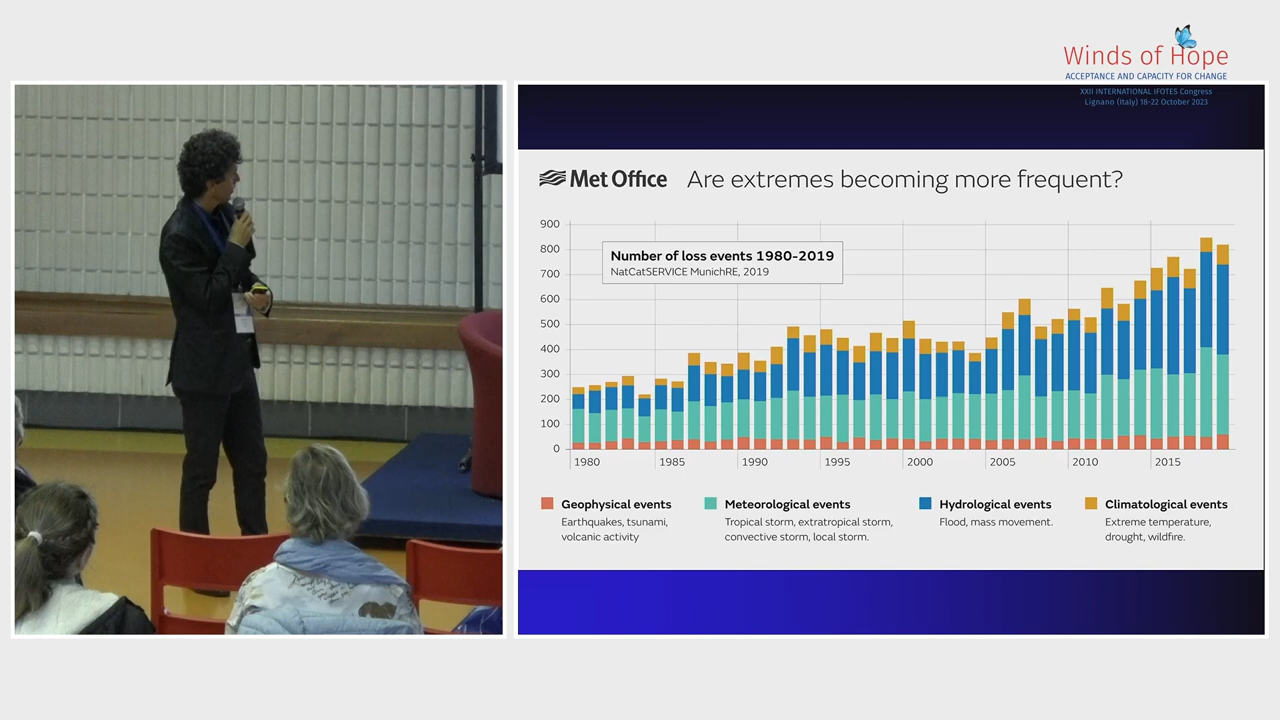 Winds of Hope
ACCEPTANCE AND CAPACITY FOR CHANGE
XXII INTERNATIONAL IFOTES Congress
Lignano (Italy) 18-22 October 2023
Met Office Are extremes becoming more frequent?
900
800
700
600
500
400
300
200
100
0
Number of loss events 1980-2019
NatCatSERVICE MunichRE, 2019
1980 1985 1990 1995 2000 2005 2010 2015
Geophysical events Meteorological events Hydrological events Climatological events
Earthquakes, tsunami, Tropical storm, extratropical storm, Flood, mass movement. Extreme temperature,
volcanic activity convective storm, local storm. drought, wildfire.